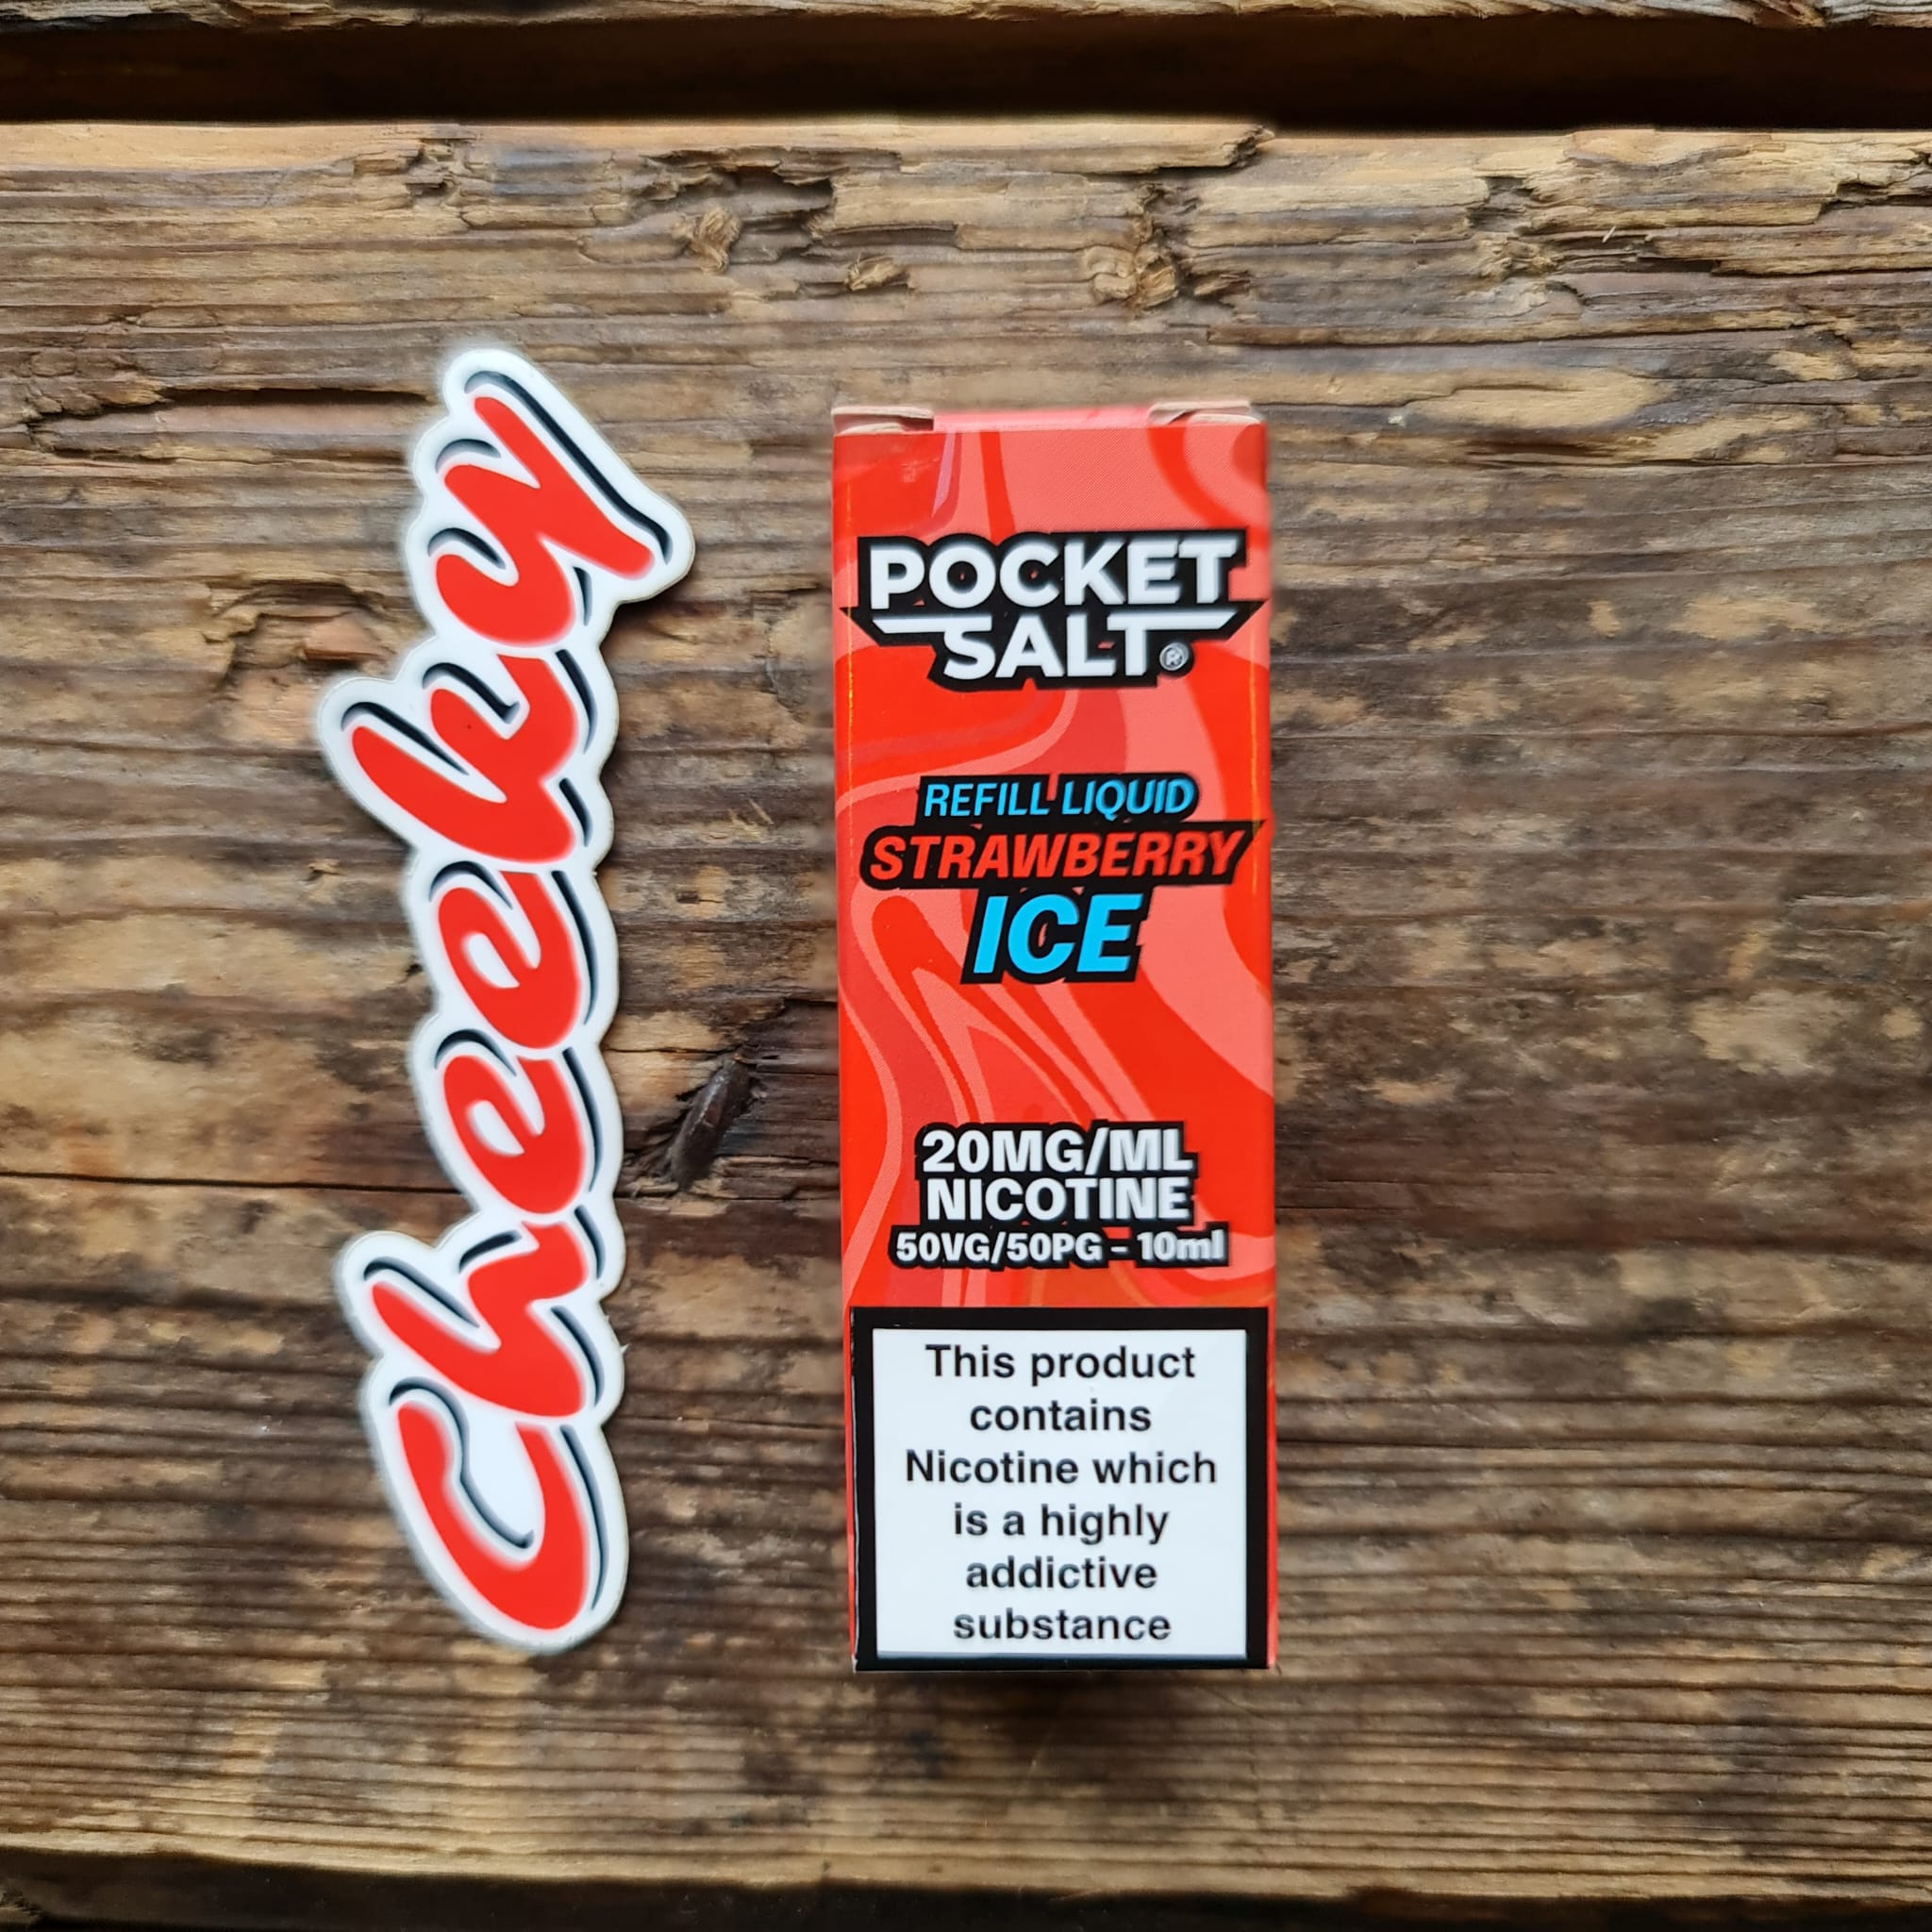 Cheeky
POCKET
SALT®
REFILL LIQUID
STRAWBERRY
ICE
20MG/ML
NICOTINE
50VG/50PG - 10ml
This product
contains
Nicotine which
is a highly
addictive
substance